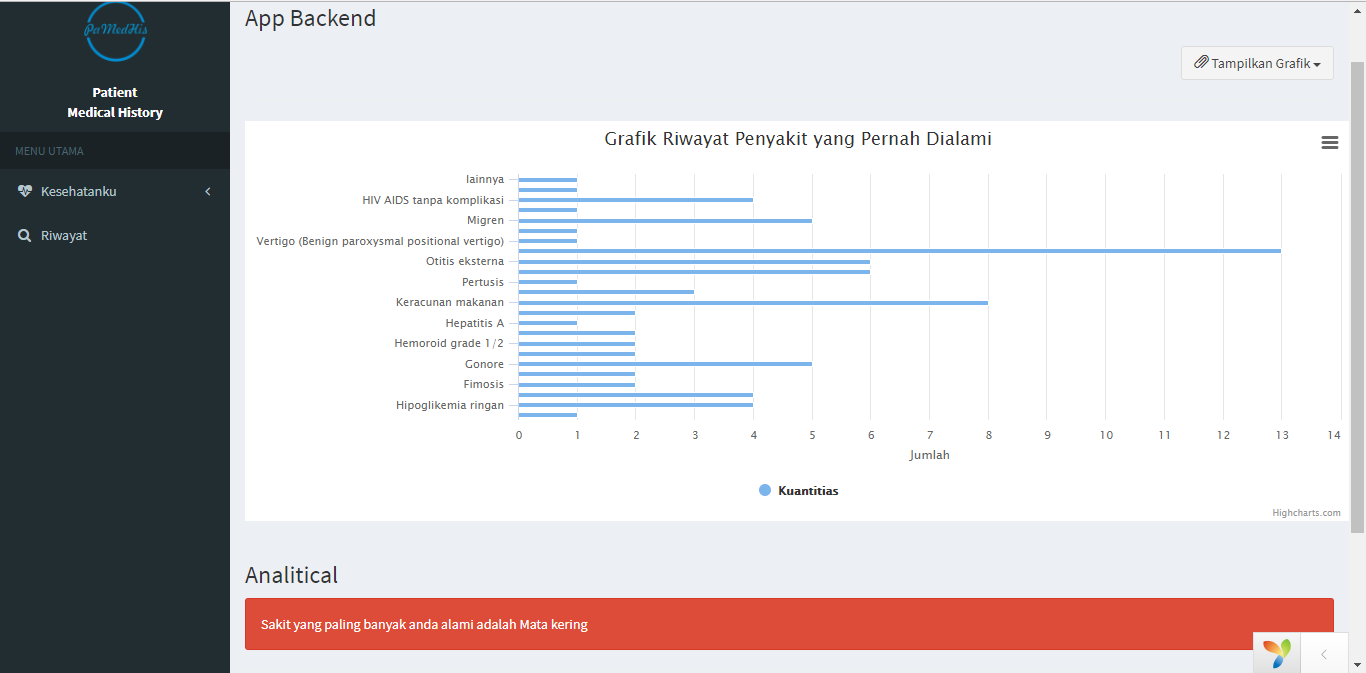 PaMedHis
Patient
Medical History
MENU UTAMA
Kesehatanku
Riwayat
App Backend
Tampilkan Grafik
Grafik Riwayat Penyakit yang Pernah Dialami
lainnya
HIV AIDS tanpa komplikasi
Migren
Vertigo (Benign paroxysmal positional vertigo)
Otitis eksterna
Pertusis
Keracunan makanan
Hepatitis A
Hemoroid grade 1/2
Gonore
Fimosis
Hipoglikemia ringan
0 1 2 3 4 5 6 7 8 9 10 11 12 13 14
Jumlah
Kuantitias
Highcharts.com
Analitical
Sakit yang paling banyak anda alami adalah Mata kering